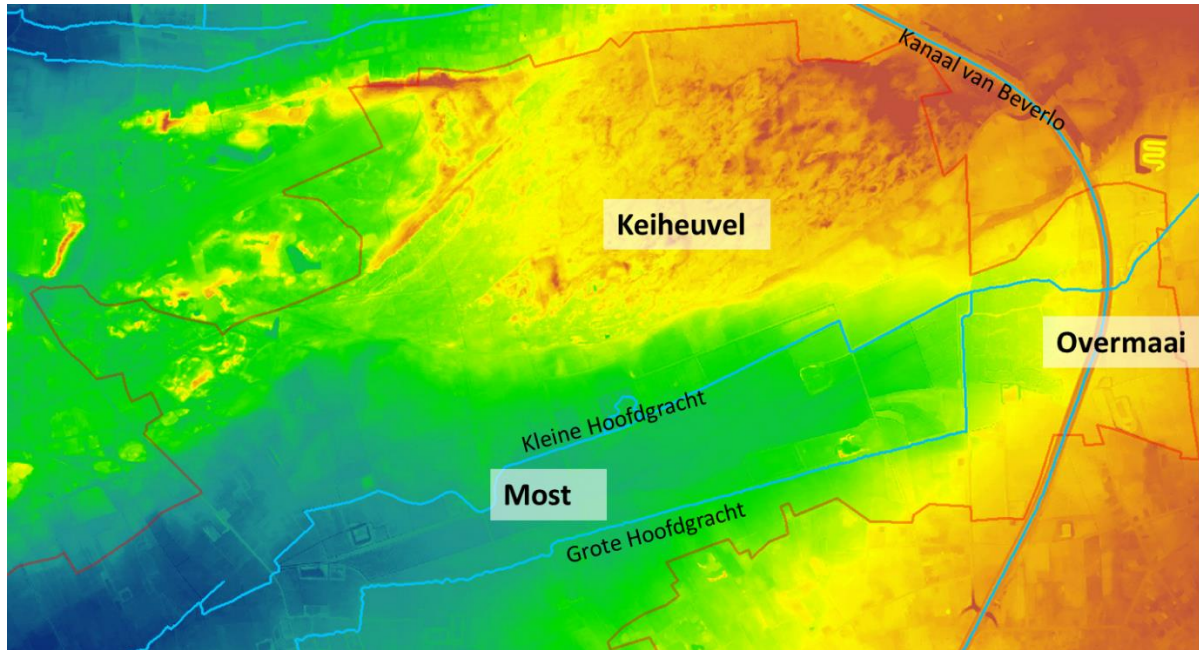 Kanaal van Beverlo
Keiheuvel
Overmaai
Kleine Hoofdgracht
Most
Grote Hoofdgracht